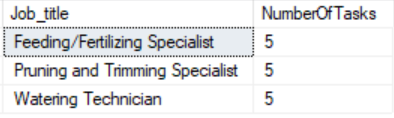 Job_title NumberOfTasks
Feeding/Fertilizing Specialist 5
Pruning and Trimming Specialist 5
Watering Technician 5